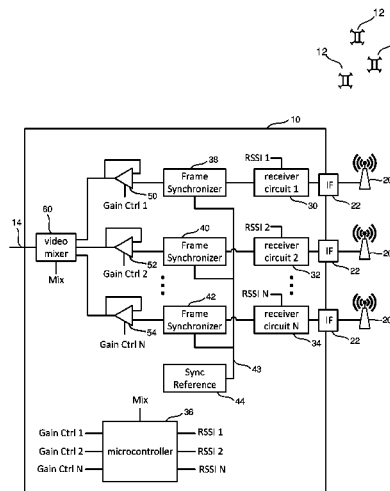 12
12
10
38
RSSI 1
Frame
Synchronizer
receiver
circuit 1
IF
20
50
Gain Ctrl 1
30
22
60
14
video
mixer
Mix
40
RSSI 2
Frame
Synchronizer
receiver
circuit 2
IF
20
52
Gain Ctrl 2
32
22
42
RSSI N
Frame
Synchronizer
receiver
circuit N
IF
20
54
Gain Ctrl N
34
22
43
Sync
Reference
44
Mix
36
Gain Ctrl 1
Gain Ctrl 2
Gain Ctrl N
microcontroller
RSSI 1
RSSI 2
RSSI N